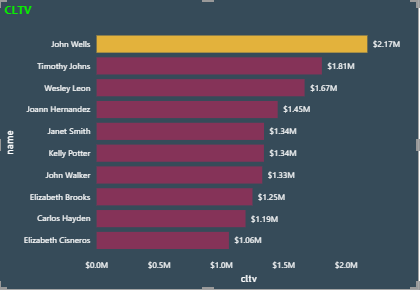 CLTV
John Wells $2.17M
Timothy Johns $1.81M
Wesley Leon $1.67M
Joann Hernandez $1.45M
Janet Smith $1.34M
Kelly Potter $1.34M
John Walker $1.33M
Elizabeth Brooks $1.25M
Carlos Hayden $1.19M
Elizabeth Cisneros $1.06M
name
$0.0M $0.5M $1.0M $1.5M $2.0M
cltv